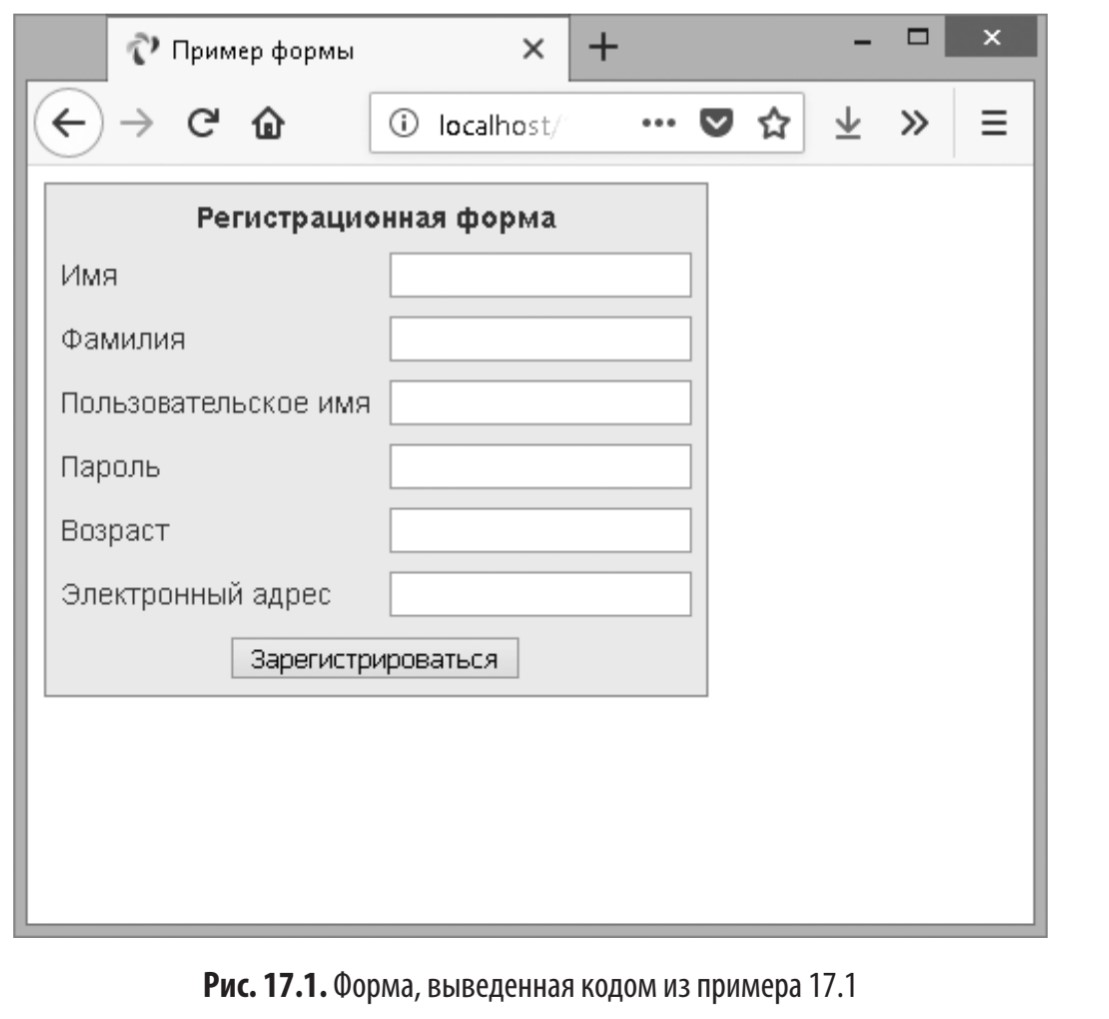 Пример формы
localhost/
Регистрационная форма
Имя
Фамилия
Пользовательское имя
Пароль
Возраст
Электронный адрес
Зарегистрироваться
Рис. 17.1. Форма, выведенная кодом из примера 17.1